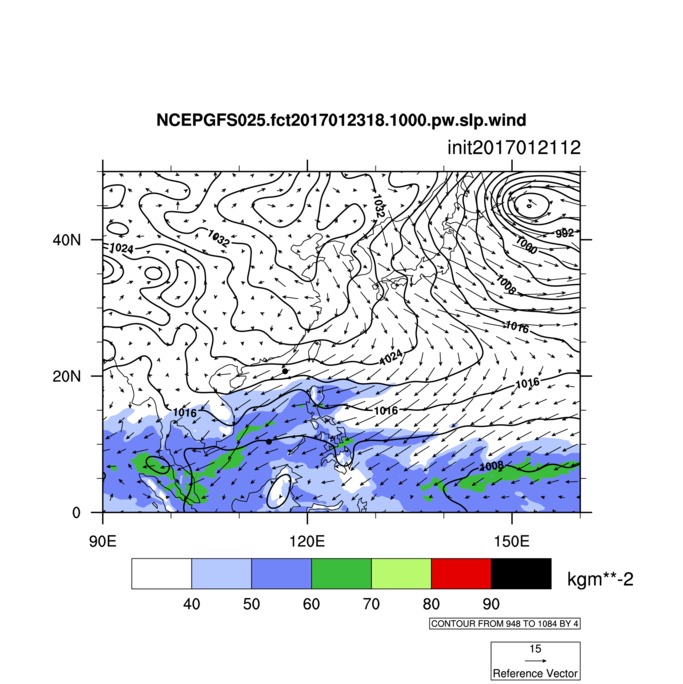 NCEPGFS025.fct2017012318.1000.pw.slp.wind
init2017012112
1032
1032
992
1000
1024
1008
1016
1024
1016
1016
1016
1008
40N
20N
0
90E 120E 150E
40 50 60 70 80 90
kgm**-2
CONTOUR FROM 948 TO 1084 BY 4
15
Reference Vector